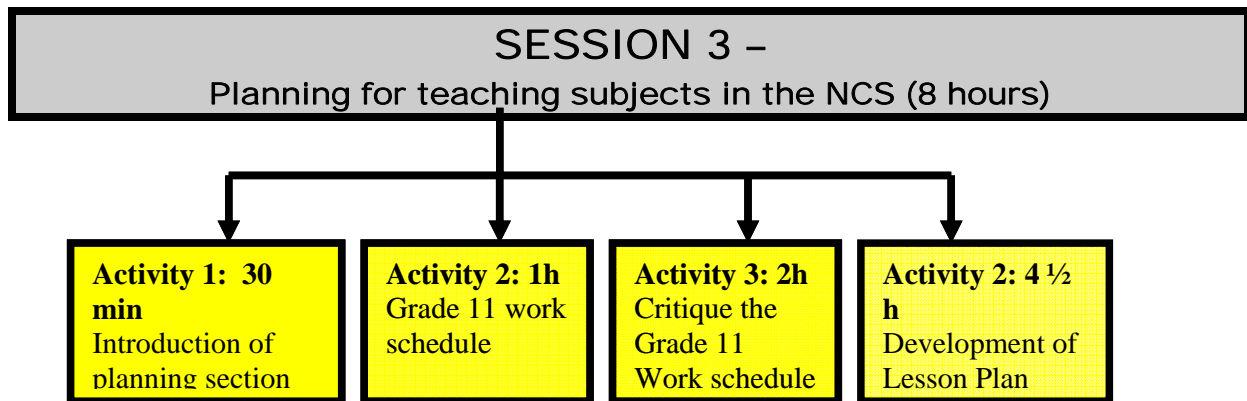 SESSION 3 –
Planning for teaching subjects in the NCS (8 hours)
Activity 1:  30
min
Introduction of
planning section
Activity 2: 1h
Grade 11 work
schedule
Activity 3: 2h
Critique the
Grade 11
Work schedule
Activity 2: 4 ½
h
Development of
Lesson Plan